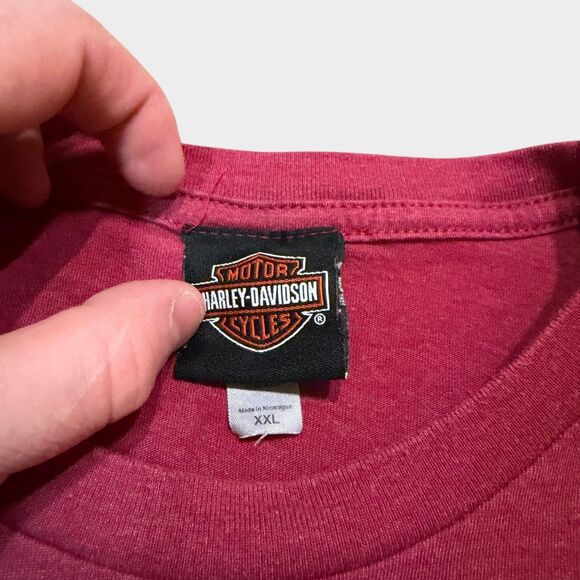 MOTOR
HARLEY-DAVIDSON
CYCLES ®
Made in Nicaragua
XXL